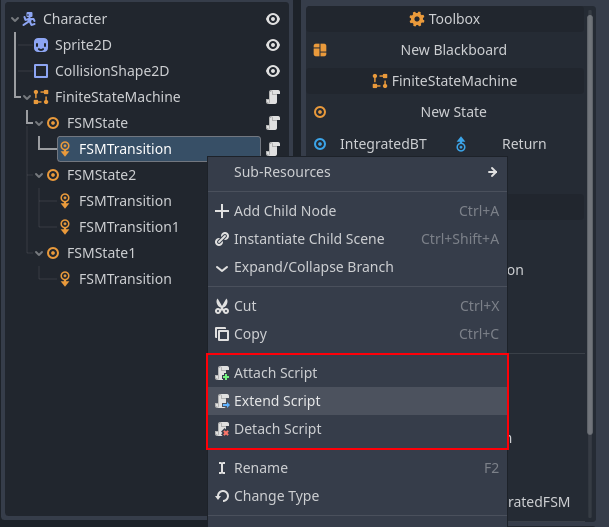 Character
Sprite2D
CollisionShape2D
FiniteStateMachine
FSMState
FSMTransition
FSMState2
FSMTransition
FSMTransition1
FSMState1
FSMTransition
Toolbox
New Blackboard
FiniteStateMachine
New State
IntegratedBT Return
on
ratedFSM
Sub-Resources
Add Child Node Ctrl+A
Instantiate Child Scene Ctrl+Shift+A
Expand/Collapse Branch
Cut Ctrl+X
Copy Ctrl+C
Attach Script
Extend Script
Detach Script
Rename F2
Change Type